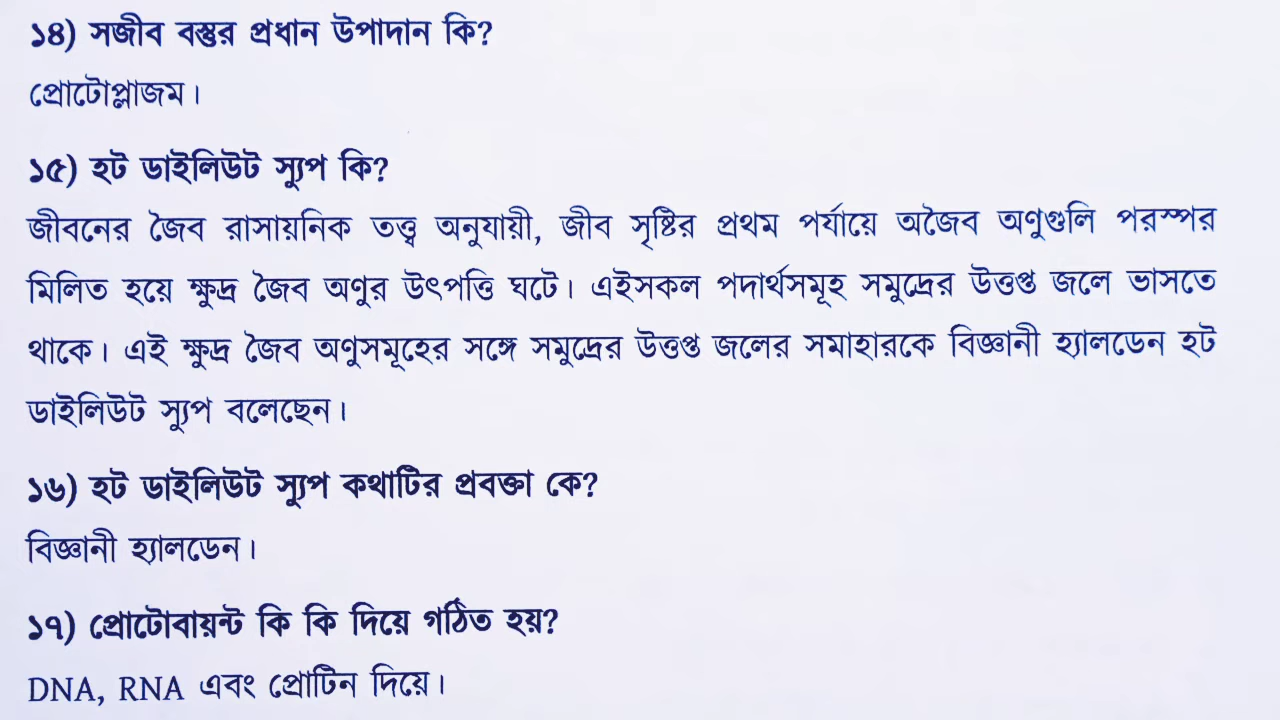 ১৪) সজীব বস্তুর প্রধান উপাদান কি?
প্রোটোপ্লাজম।
১৫) হট ডাইলিউট স্যুপ কি?
জীবনের জৈব রাসায়নিক তত্ত্ব অনুযায়ী, জীব সৃষ্টির প্রথম পর্যায়ে অজৈব অণুগুলি পরস্পর
মিলিত হয়ে ক্ষুদ্র জৈব অণুর উৎপত্তি ঘটে। এইসকল পদার্থসমূহ সমুদ্রের উত্তপ্ত জলে ভাসতে
থাকে। এই ক্ষুদ্র জৈব অণুসমূহের সঙ্গে সমুদ্রের উত্তপ্ত জলের সমাহারকে বিজ্ঞানী হ্যালডেন হট
ডাইলিউট স্যুপ বলেছেন।
১৬) হট ডাইলিউট স্যুপ কথাটির প্রবক্তা কে?
বিজ্ঞানী হ্যালডেন।
১৭) প্রোটোবায়ন্ট কি কি দিয়ে গঠিত হয়?
DNA, RNA এবং প্রোটিন দিয়ে।